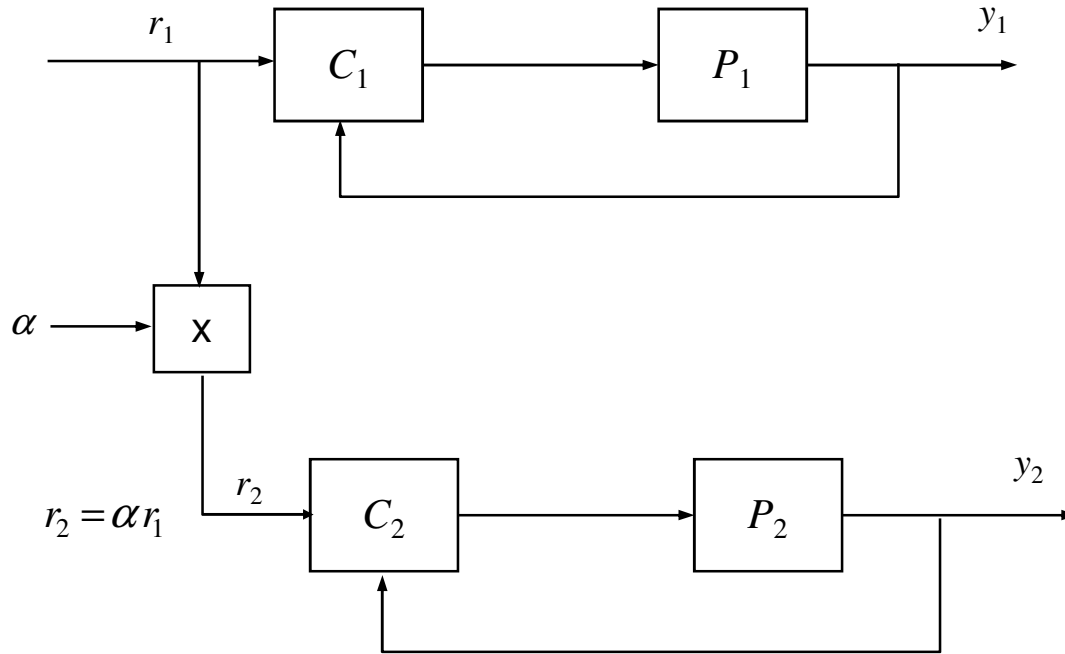 r₁
y₁
C₁
P₁
α
x
r₂
y₂
r₂ = αr₁
C₂
P₂